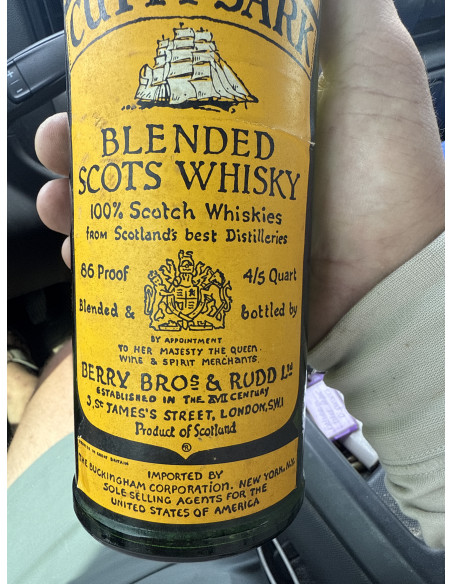 CUTTY SARK
BLENDED
SCOTS WHISKY
100% Scotch Whiskies
FROM Scotland's best Distilleries
86 Proof 4/5 Quart
Blended & bottled by
BY APPOINTMENT
TO HER MAJESTY THE QUEEN.
WINE & SPIRIT MERCHANTS.
BERRY BROS & RUDD LTD
ESTABLISHED IN THE XVII CENTURY
3, ST JAMES'S STREET, LONDON, S.W.1
Product of Scotland
®
IN GREAT BRITAIN
IMPORTED BY
THE BUCKINGHAM CORPORATION. NEW YORK. N.Y.
SOLE SELLING AGENTS FOR THE
UNITED STATES OF AMERICA